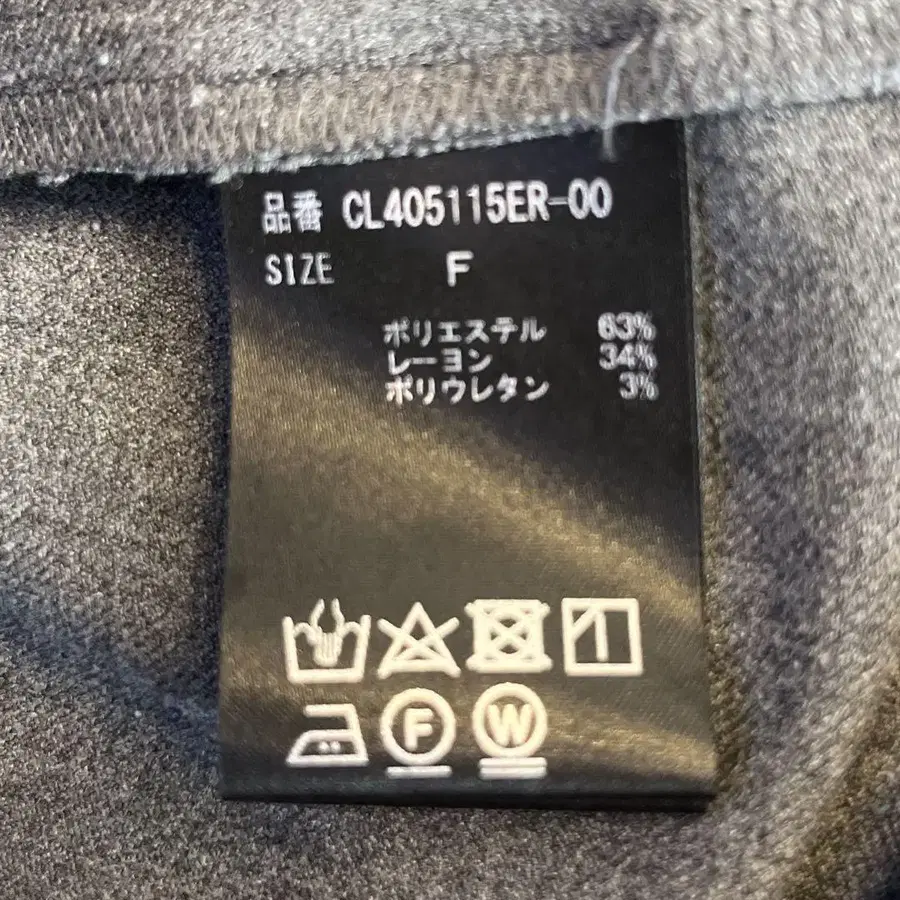 品番 CL405115ER-00
SIZE F
ポリエステル 63%
レーヨン 34%
ポリウレタン 3%
F W